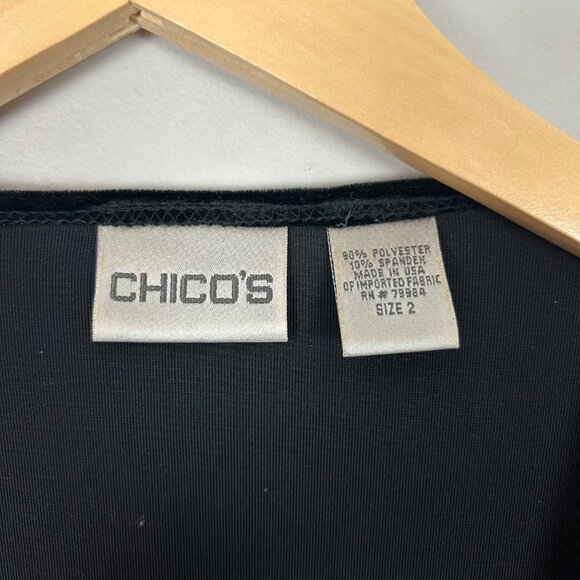 CHICO'S
90% POLYESTER
10% SPANDEX
MADE IN USA
OF IMPORTED FABRIC
RN # 79984
SIZE 2